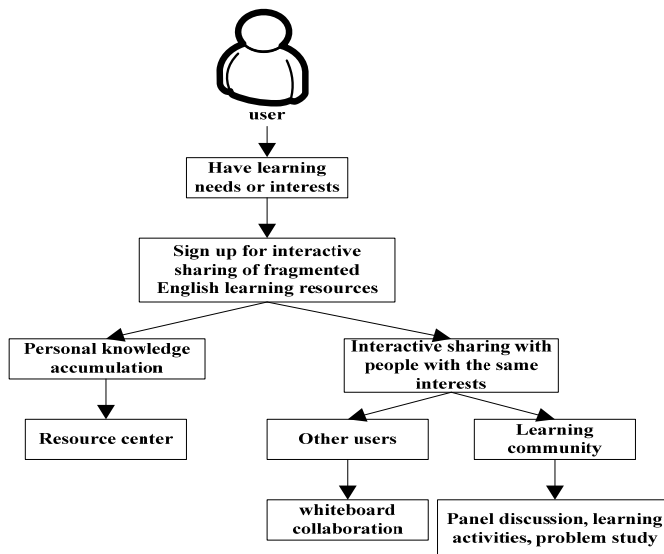 user
Have learning
needs or interests
Sign up for interactive
sharing of fragmented
English learning resources
Personal knowledge
accumulation
Interactive sharing with
people with the same
interests
Resource center
Other users
Learning
community
whiteboard
collaboration
Panel discussion, learning
activities, problem study